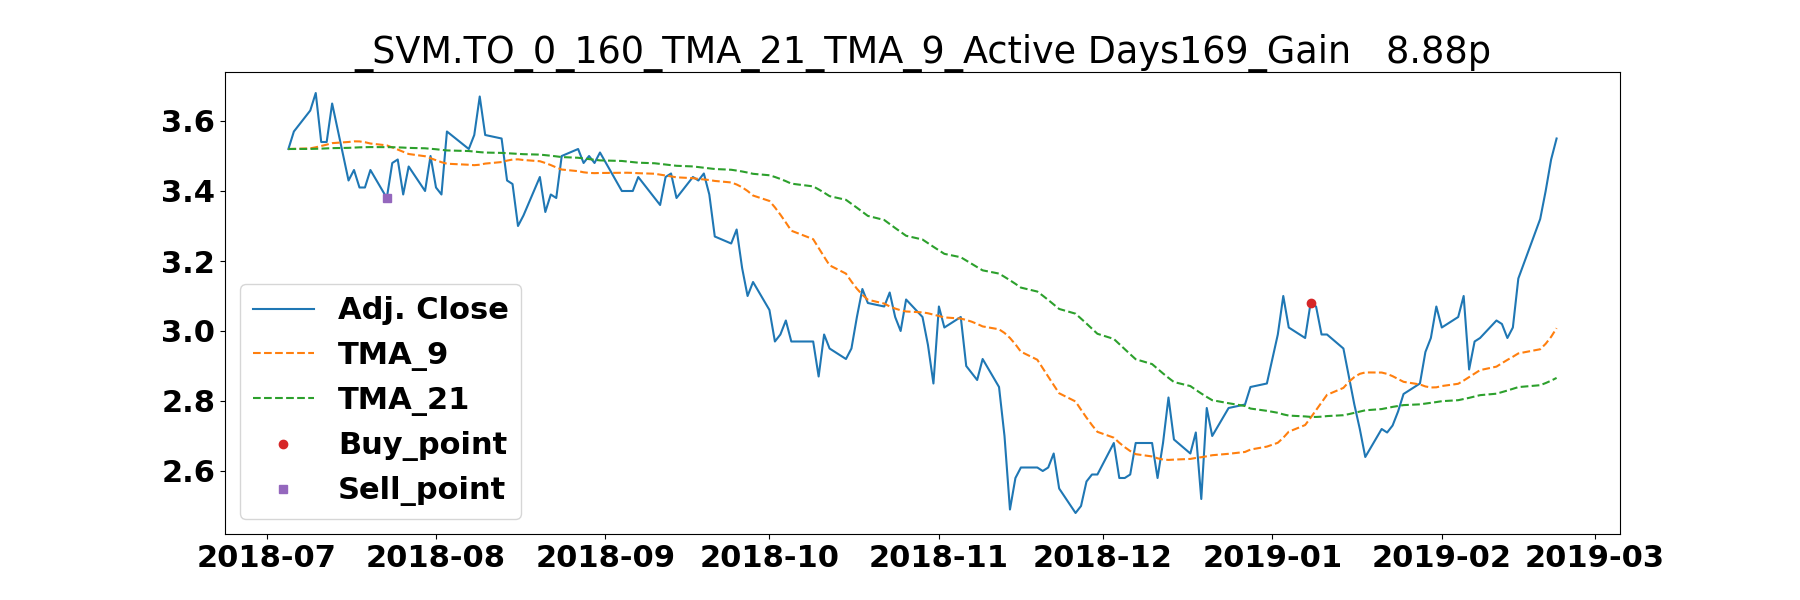 _SVM.TO_0_160_TMA_21_TMA_9_Active Days169_Gain   8.88p
3.6
3.4
3.2
3.0
2.8
2.6
Adj. Close
TMA_9
TMA_21
Buy_point
Sell_point
2018-07 2018-08 2018-09 2018-10 2018-11 2018-12 2019-01 2019-02 2019-03